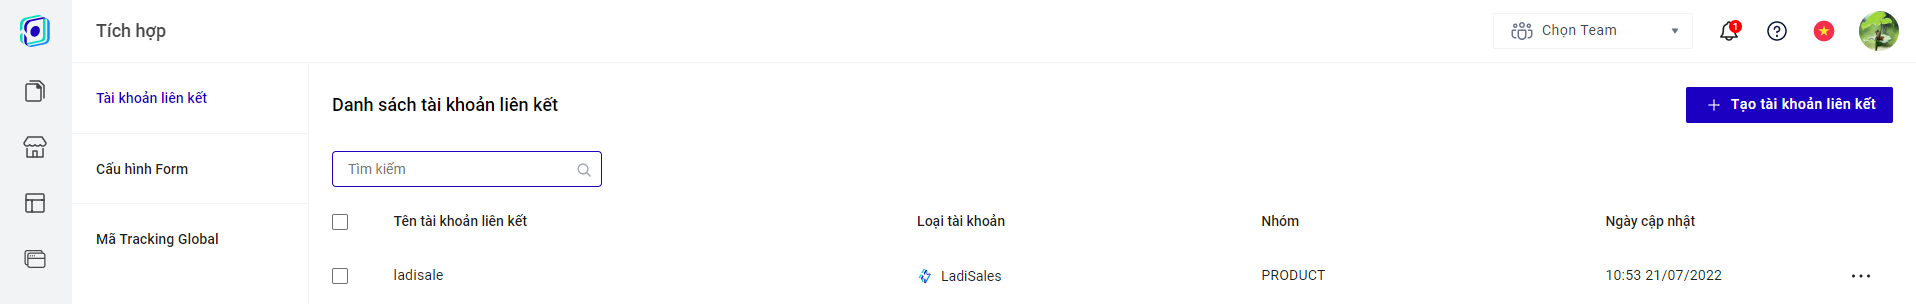 Tích hợp
Chọn Team
1
Tài khoản liên kết
Cấu hình Form
Mã Tracking Global
Danh sách tài khoản liên kết
Tạo tài khoản liên kết
Tìm kiếm
Tên tài khoản liên kết Loại tài khoản Nhóm Ngày cập nhật
ladisale LadiSales PRODUCT 10:53 21/07/2022